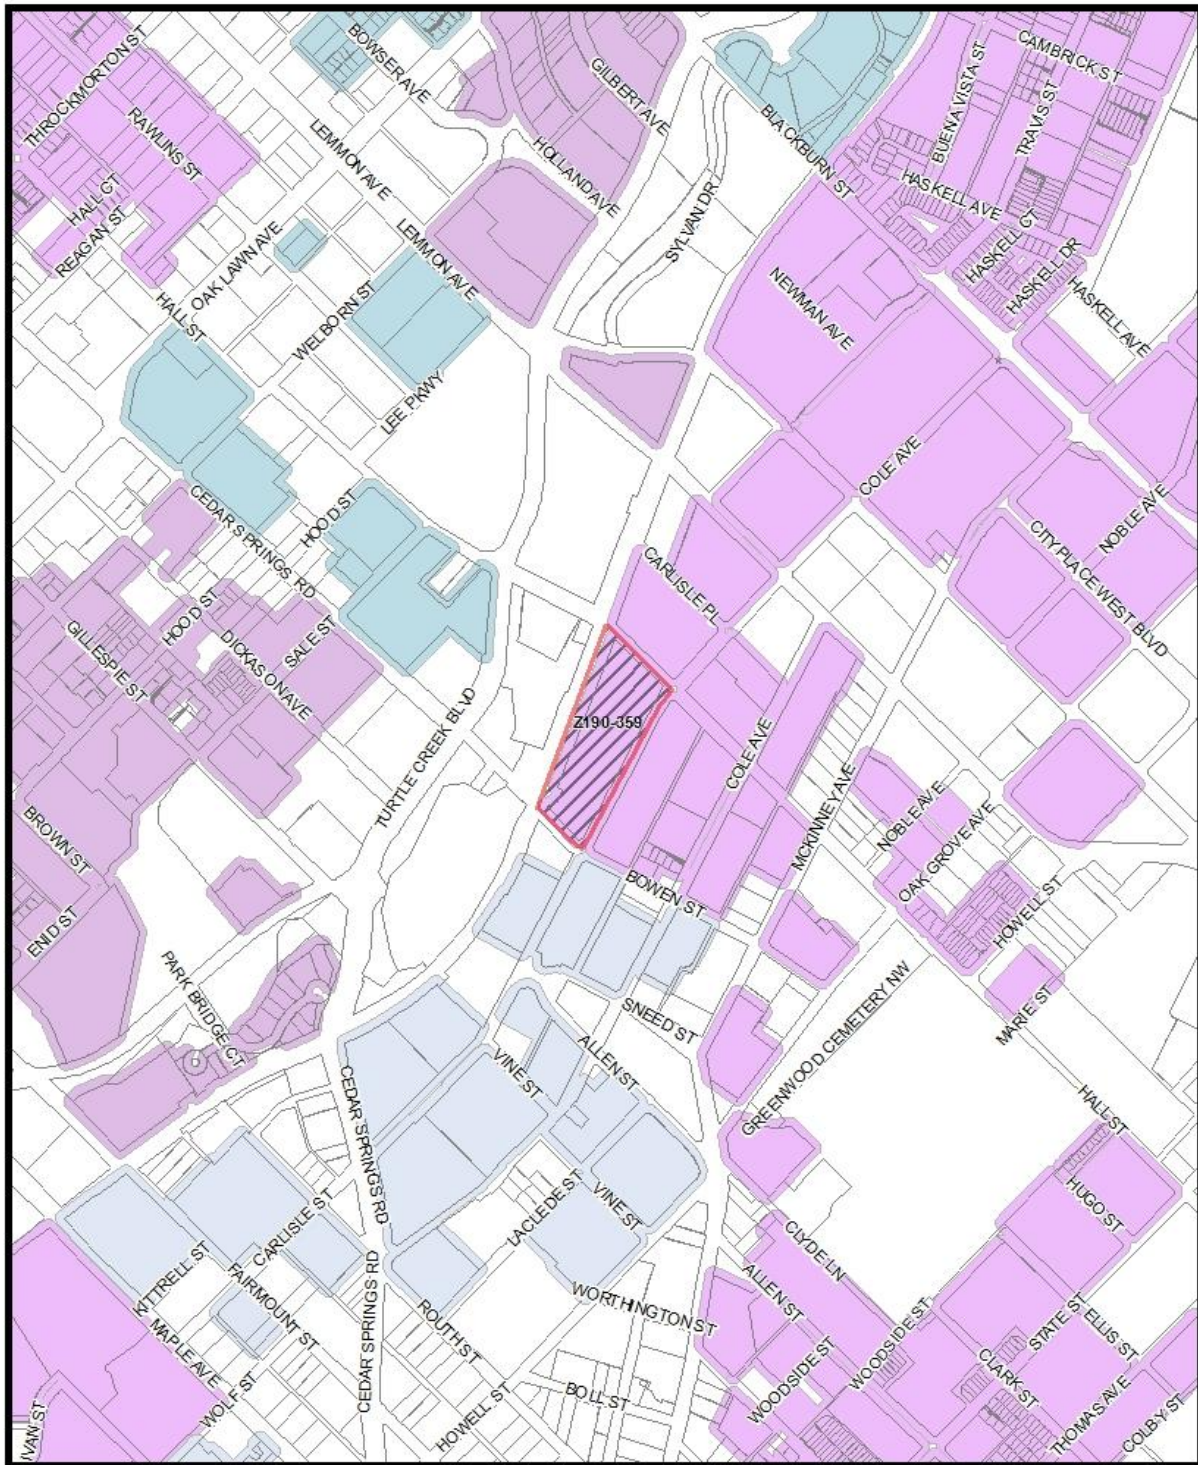 THROCKMORTON ST
BOWSER AVE
GILBERT AVE
CAMBRICK ST
BUENA VISTA ST
TRAVIS ST
RAWLINS ST
LEMMON AVE
HOLLAND AVE
BLACKBURN ST
HALL CT
REAGAN ST
OAK LAWN AVE
LEMMON AVE
SYLVAN DR
HASKELL AVE
HASKELL CT
HASKELL DR
HASKELL AVE
HALL ST
WELBORN ST
NEWMAN AVE
LEE PKWY
COLE AVE
CEDAR SPRINGS RD
HOOD ST
NOBLE AVE
CITYPLACE WEST BLVD
CARLISLE PL
HOOD ST
SALE ST
GILLESPIE ST
DICKASON AVE
Z190-359
TURTLE CREEK BLVD
COLE AVE
MCKINNEY AVE
NOBLE AVE
OAK GROVE AVE
BROWN ST
BOWEN ST
HOWELL ST
ENID ST
PARK BRIDGE CT
SNEED ST
GREENWOOD CEMETERY NW
MARIE ST
VINE ST
ALLEN ST
CEDAR SPRINGS RD
HALL ST
LACLEDE ST
VINE ST
HUGO ST
CARLISLE ST
KITTRELL ST
FAIRMOUNT ST
CLYDE LN
ALLEN ST
CEDAR SPRINGS RD
WORTHINGTON ST
ROUTH ST
MAPLE AVE
WOLF ST
WOODSIDE ST
WOODSIDE ST
STATE ST
ELLIS ST
CLARK ST
BOLL ST
HOWELL ST
THOMAS AVE
COLBY ST
IVAN ST